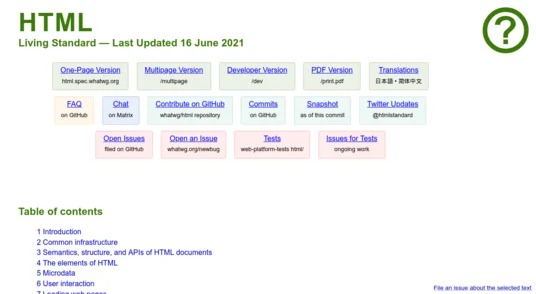 HTML
Living Standard — Last Updated 16 June 2021
One-Page Version
html.spec.whatwg.org
Multipage Version
/multipage
Developer Version
/dev
PDF Version
/print.pdf
Translations
日本語 • 简体中文
FAQ
on GitHub
Chat
on Matrix
Contribute on GitHub
whatwg/html repository
Commits
on GitHub
Snapshot
as of this commit
Twitter Updates
@htmlstandard
Open Issues
filed on GitHub
Open an Issue
whatwg.org/newbug
Tests
web-platform-tests html/
Issues for Tests
ongoing work
Table of contents
1 Introduction
2 Common infrastructure
3 Semantics, structure, and APIs of HTML documents
4 The elements of HTML
5 Microdata
6 User interaction
7 Loading web pages
File an issue about the selected text